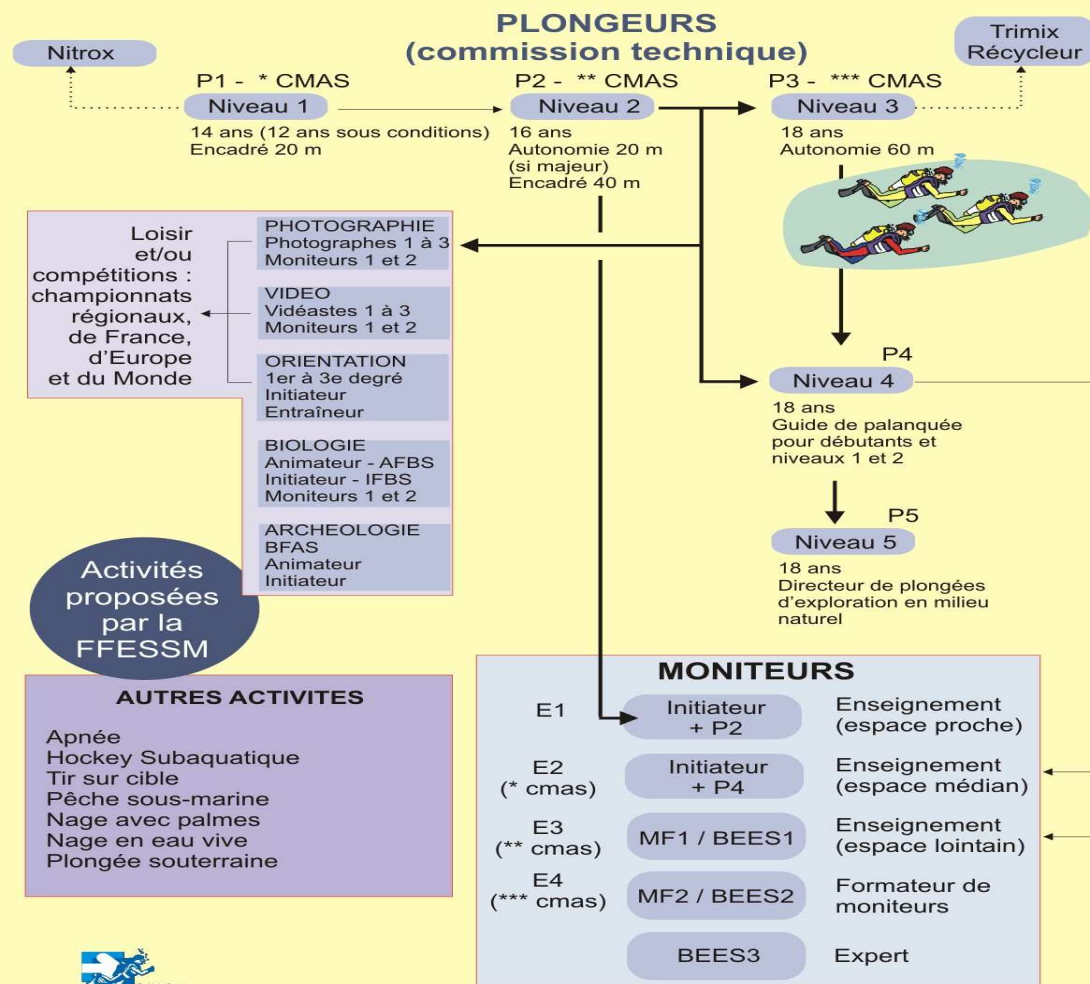 PLONGEURS
(commission technique)
Nitrox
Trimix
Récycleur
P1 - * CMAS
Niveau 1
14 ans (12 ans sous conditions)
Encadré 20 m
P2 - ** CMAS
Niveau 2
16 ans
Autonomie 20 m
(si majeur)
Encadré 40 m
P3 - *** CMAS
Niveau 3
18 ans
Autonomie 60 m
Loisir
et/ou
compétitions :
championnats
régionaux,
de France,
d'Europe
et du Monde
PHOTOGRAPHIE
Photographes 1 à 3
Moniteurs 1 et 2
VIDEO
Vidéastes 1 à 3
Moniteurs 1 et 2
ORIENTATION
1er à 3e degré
Initiateur
Entraîneur
BIOLOGIE
Animateur - AFBS
Initiateur - IFBS
Moniteurs 1 et 2
ARCHEOLOGIE
BFAS
Animateur
Initiateur
P4
Niveau 4
18 ans
Guide de palanquée
pour débutants et
niveaux 1 et 2
P5
Niveau 5
18 ans
Directeur de plongées
d'exploration en milieu
naturel
Activités
proposées
par la
FFESSM
AUTRES ACTIVITES
Apnée
Hockey Subaquatique
Tir sur cible
Pêche sous-marine
Nage avec palmes
Nage en eau vive
Plongée souterraine
MONITEURS
E1
Initiateur
+ P2
Enseignement
(espace proche)
E2
(* cmas)
Initiateur
+ P4
Enseignement
(espace médian)
E3
(** cmas)
MF1 / BEES1
Enseignement
(espace lointain)
E4
(*** cmas)
MF2 / BEES2
Formateur de
moniteurs
BEES3
Expert